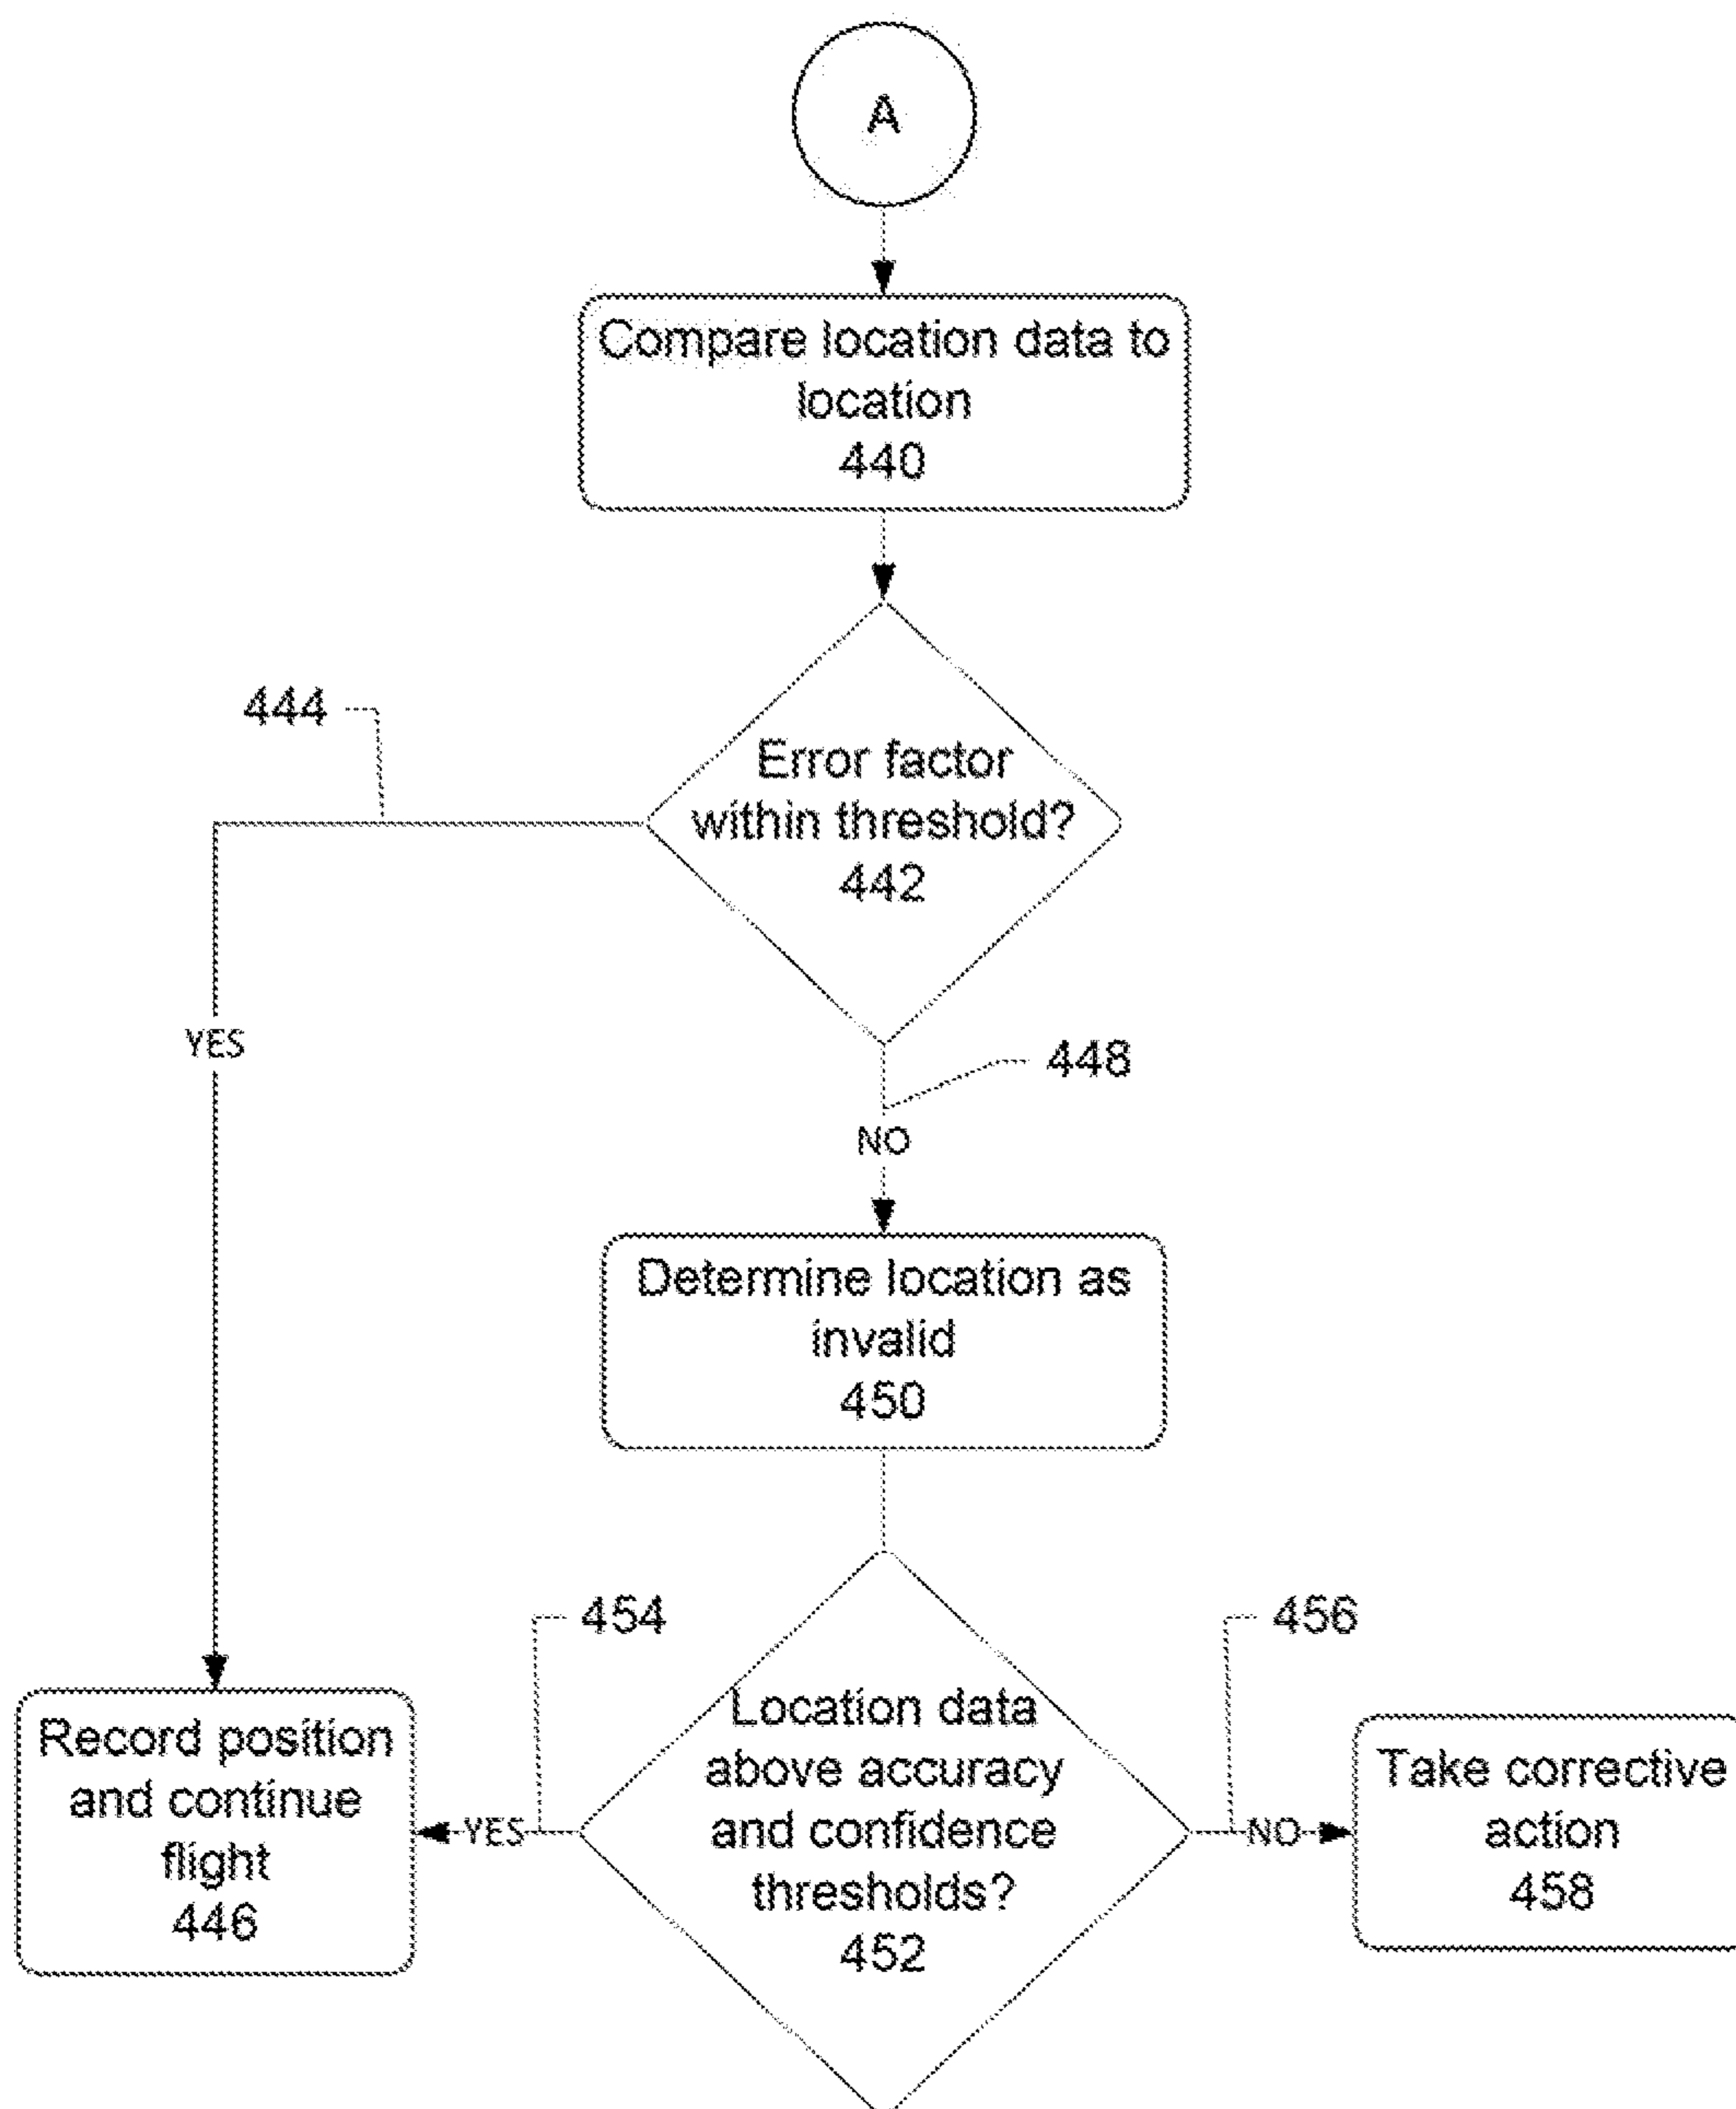 A
Compare location data to
location
440
444
Error factor
within threshold?
442
YES
448
NO
Determine location as
invalid
450
454
456
Record position
and continue
flight
446
YES
Location data
above accuracy
and confidence
thresholds?
452
NO
Take corrective
action
458